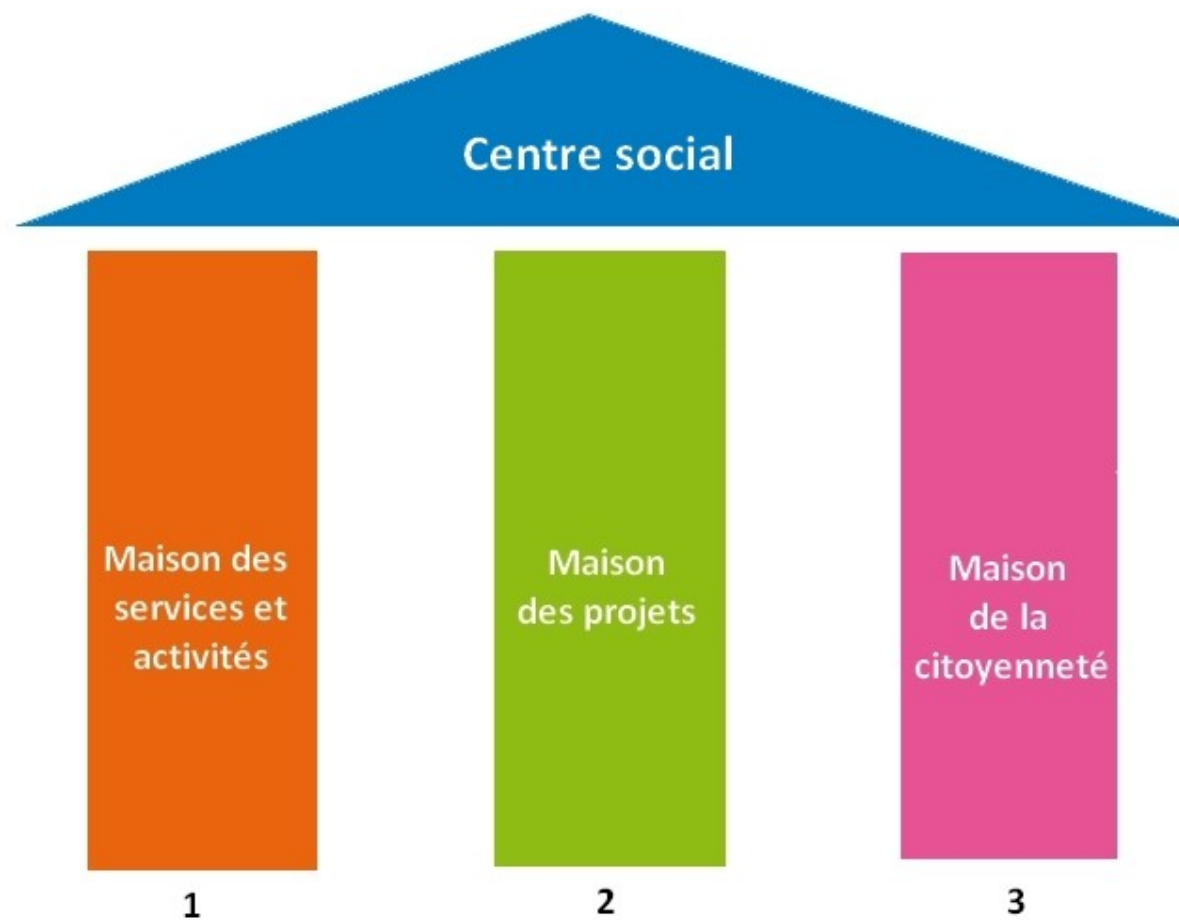 Centre social
Maison des
services et
activités
Maison
des projets
Maison
de la
citoyenneté
1
2
3